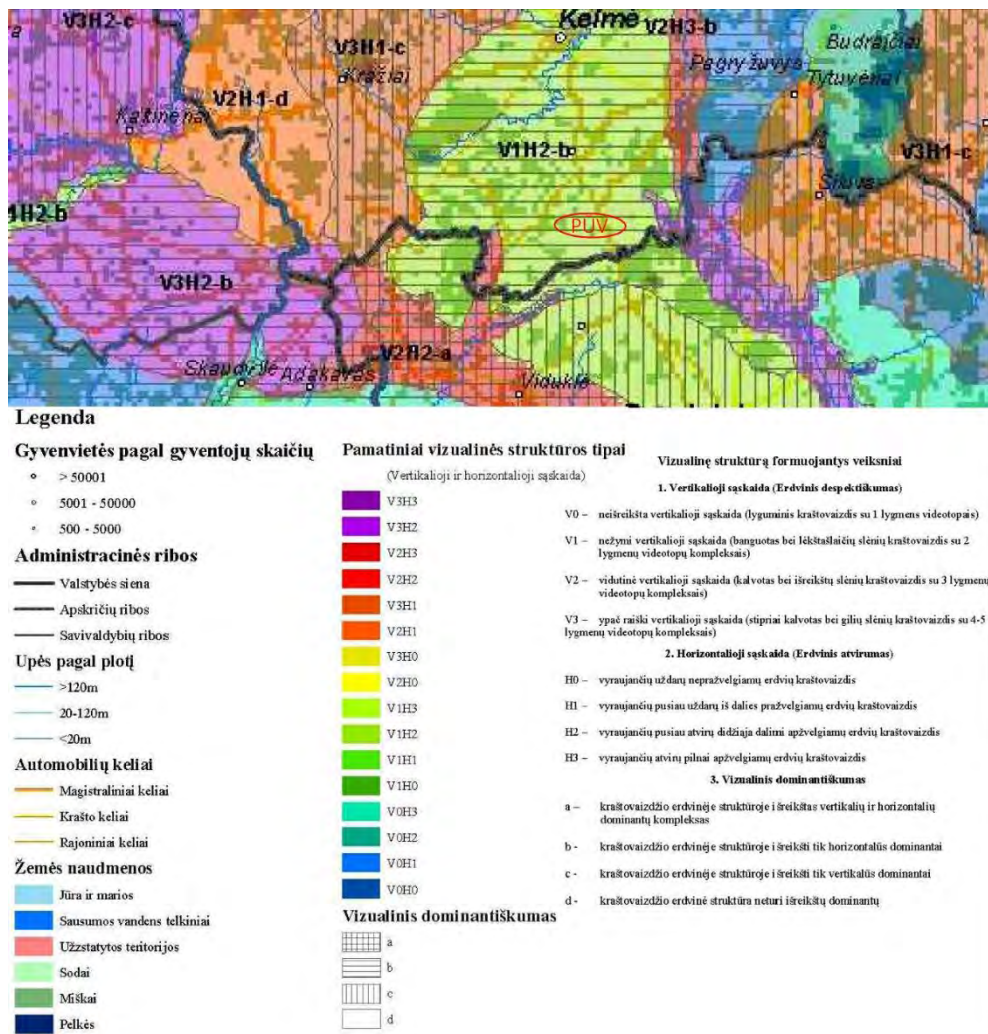 V3H2-c
Kelmė
V2H3-b
V3H1-c
Kražiai
Pagryžuvys
Budraičiai
Tytuvėnai
V2H1-d
Kaltinėnai
V1H2-b
V3H1-c
Šiluva
1H2-b
PUV
V3H2-b
V2H2-a
Skaudvilė
Adakavas
Viduklė
Legenda
Gyvenvietės pagal gyventojų skaičių
> 50001
5001 - 50000
500 - 5000
Administracinės ribos
Valstybės siena
Apskričių ribos
Savivaldybių ribos
Upės pagal plotį
>120m
20-120m
<20m
Automobilių keliai
Magistraliniai keliai
Krašto keliai
Rajoniniai keliai
Žemės naudmenos
Jūra ir marios
Sausumos vandens telkiniai
Užstatytos teritorijos
Sodai
Miškai
Pelkės
Pamatiniai vizualinės struktūros tipai
(Vertikalioji ir horizontalioji sąskaida)
V3H3
V3H2
V2H3
V2H2
V3H1
V2H1
V3H0
V2H0
V1H3
V1H2
V1H1
V1H0
V0H3
V0H2
V0H1
V0H0
Vizualinis dominantiškumas
a
b
c
d
Vizualinę struktūrą formuojantys veiksniai
1. Vertikalioji sąskaida (Erdvinis despektiškumas)
V0 – neišreikšta vertikalioji sąskaida (lyguminis kraštovaizdis su 1 lygmens videotopais)
V1 – nežymi vertikalioji sąskaida (banguotas bei lėkštašlaičių slėnių kraštovaizdis su 2
lygmenų videotopų kompleksais)
V2 – vidutinė vertikalioji sąskaida (kalvotas bei išreikštų slėnių kraštovaizdis su 3 lygmenų
videotopų kompleksais)
V3 – ypač raiški vertikalioji sąskaida (stipriai kalvotas bei gilių slėnių kraštovaizdis su 4-5
lygmenų videotopų kompleksais)
2. Horizontalioji sąskaida (Erdvinis atvirumas)
H0 – vyraujančių uždarų nepražvelgiamų erdvių kraštovaizdis
H1 – vyraujančių pusiau uždarų iš dalies pražvelgiamų erdvių kraštovaizdis
H2 – vyraujančių pusiau atvirų didžiąja dalimi apžvelgiamų erdvių kraštovaizdis
H3 – vyraujančių atvirų pilnai apžvelgiamų erdvių kraštovaizdis
3. Vizualinis dominantiškumas
a – kraštovaizdžio erdvinėje struktūroje išreikštas vertikalių ir horizontalių
dominantų kompleksas
b - kraštovaizdžio erdvinėje struktūroje išreikšti tik horizontalūs dominantai
c - kraštovaizdžio erdvinėje struktūroje išreikšti tik vertikalūs dominantai
d - kraštovaizdžio erdvinė struktūra neturi išreikštų dominantų